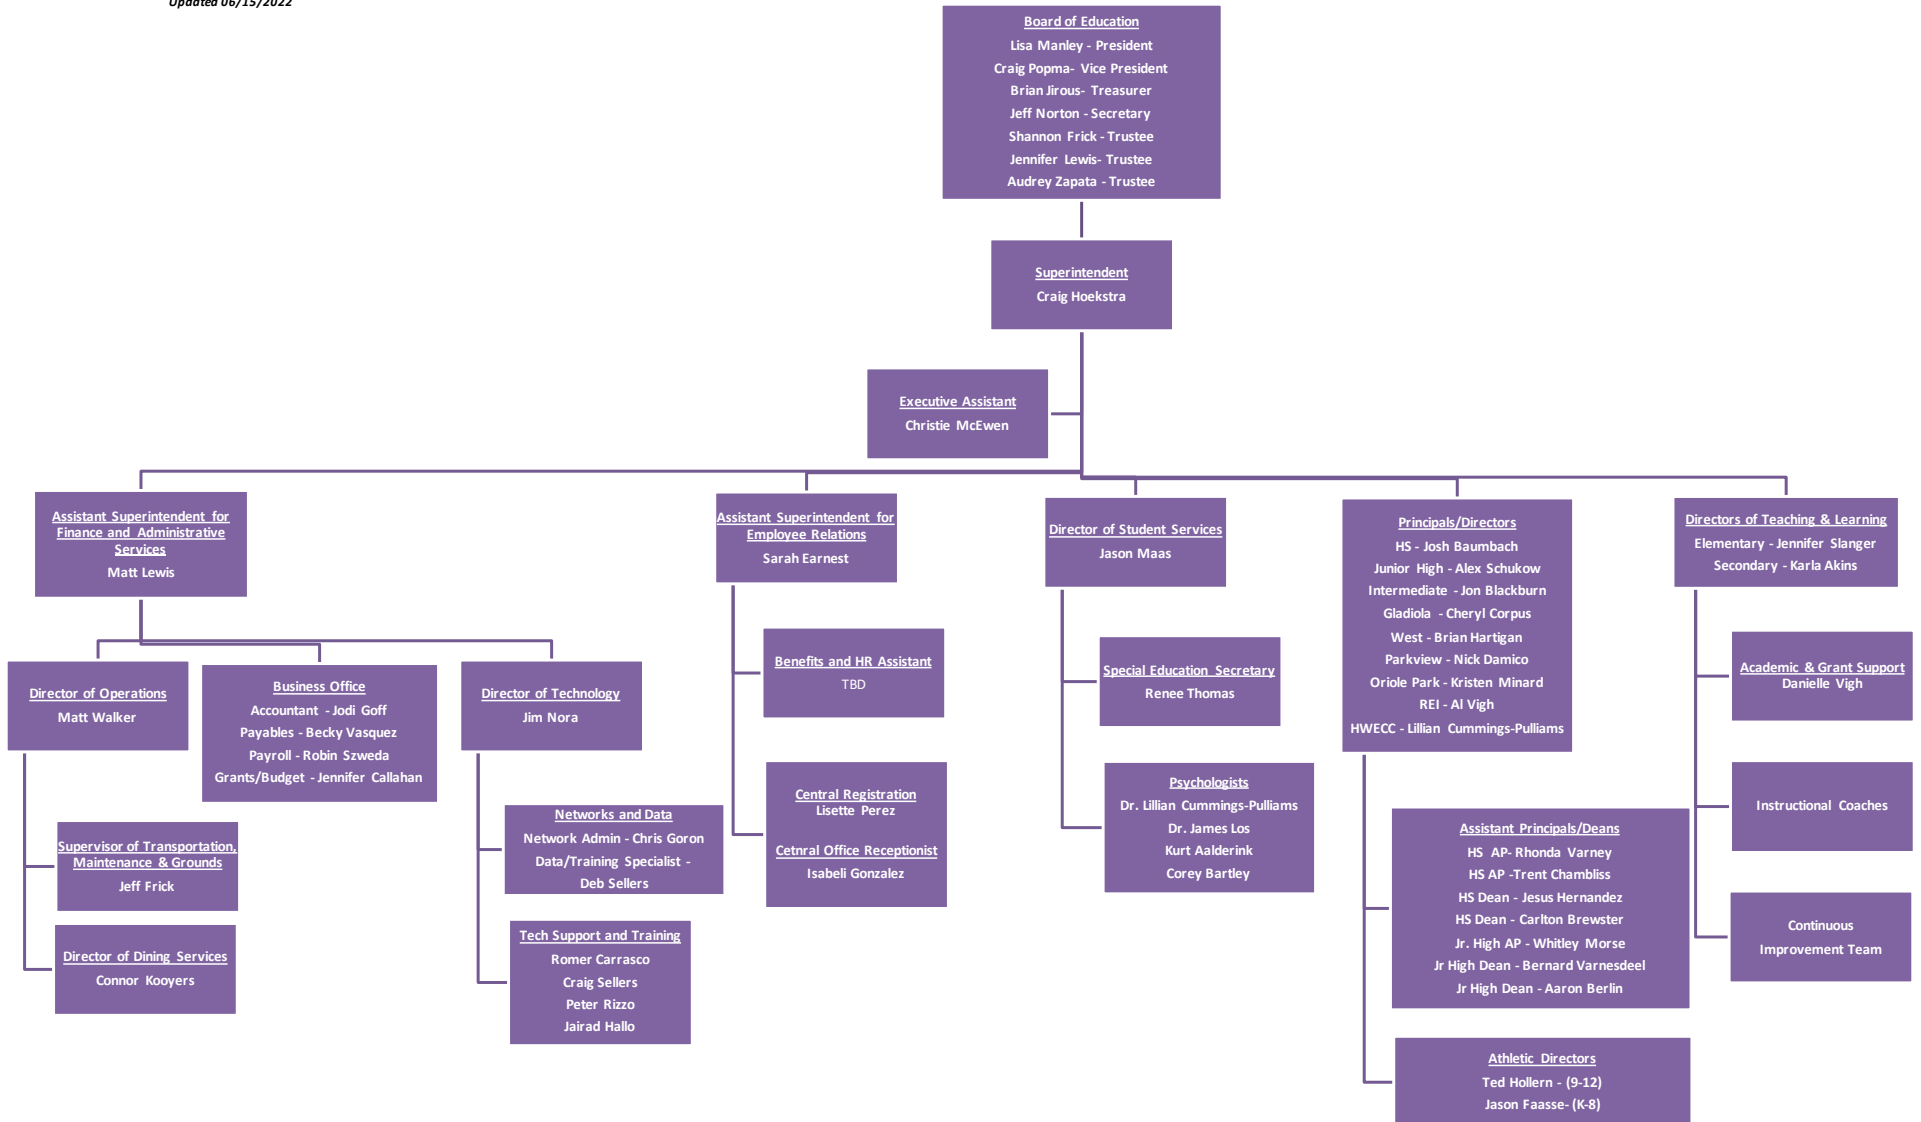 Updated 06/15/2022
Board of Education
Lisa Manley - President
Craig Popma- Vice President
Brian Jirous- Treasurer
Jeff Norton - Secretary
Shannon Frick - Trustee
Jennifer Lewis- Trustee
Audrey Zapata - Trustee
Superintendent
Craig Hoekstra
Executive Assistant
Christie McEwen
Assistant Superintendent for
Finance and Administrative
Services
Matt Lewis
Assistant Superintendent for
Employee Relations
Sarah Earnest
Director of Student Services
Jason Maas
Principals/Directors
HS - Josh Baumbach
Junior High - Alex Schukow
Intermediate - Jon Blackburn
Gladiola - Cheryl Corpus
West - Brian Hartigan
Parkview - Nick Damico
Oriole Park - Kristen Minard
REI - Al Vigh
HWECC - Lillian Cummings-Pulliams
Directors of Teaching & Learning
Elementary - Jennifer Slanger
Secondary - Karla Akins
Director of Operations
Matt Walker
Business Office
Accountant - Jodi Goff
Payables - Becky Vasquez
Payroll - Robin Szweda
Grants/Budget - Jennifer Callahan
Director of Technology
Jim Nora
Benefits and HR Assistant
TBD
Special Education Secretary
Renee Thomas
Academic & Grant Support
Danielle Vigh
Supervisor of Transportation,
Maintenance & Grounds
Jeff Frick
Director of Dining Services
Connor Kooyers
Networks and Data
Network Admin - Chris Goron
Data/Training Specialist -
Deb Sellers
Tech Support and Training
Romer Carrasco
Craig Sellers
Peter Rizzo
Jairad Hallo
Central Registration
Lisette Perez
Cetnral Office Receptionist
Isabeli Gonzalez
Psychologists
Dr. Lillian Cummings-Pulliams
Dr. James Los
Kurt Aalderink
Corey Bartley
Assistant Principals/Deans
HS AP- Rhonda Varney
HS AP -Trent Chambliss
HS Dean - Jesus Hernandez
HS Dean - Carlton Brewster
Jr. High AP - Whitley Morse
Jr High Dean - Bernard Varnesdeel
Jr High Dean - Aaron Berlin
Athletic Directors
Ted Hollern - (9-12)
Jason Faasse- (K-8)
Instructional Coaches
Continuous
Improvement Team